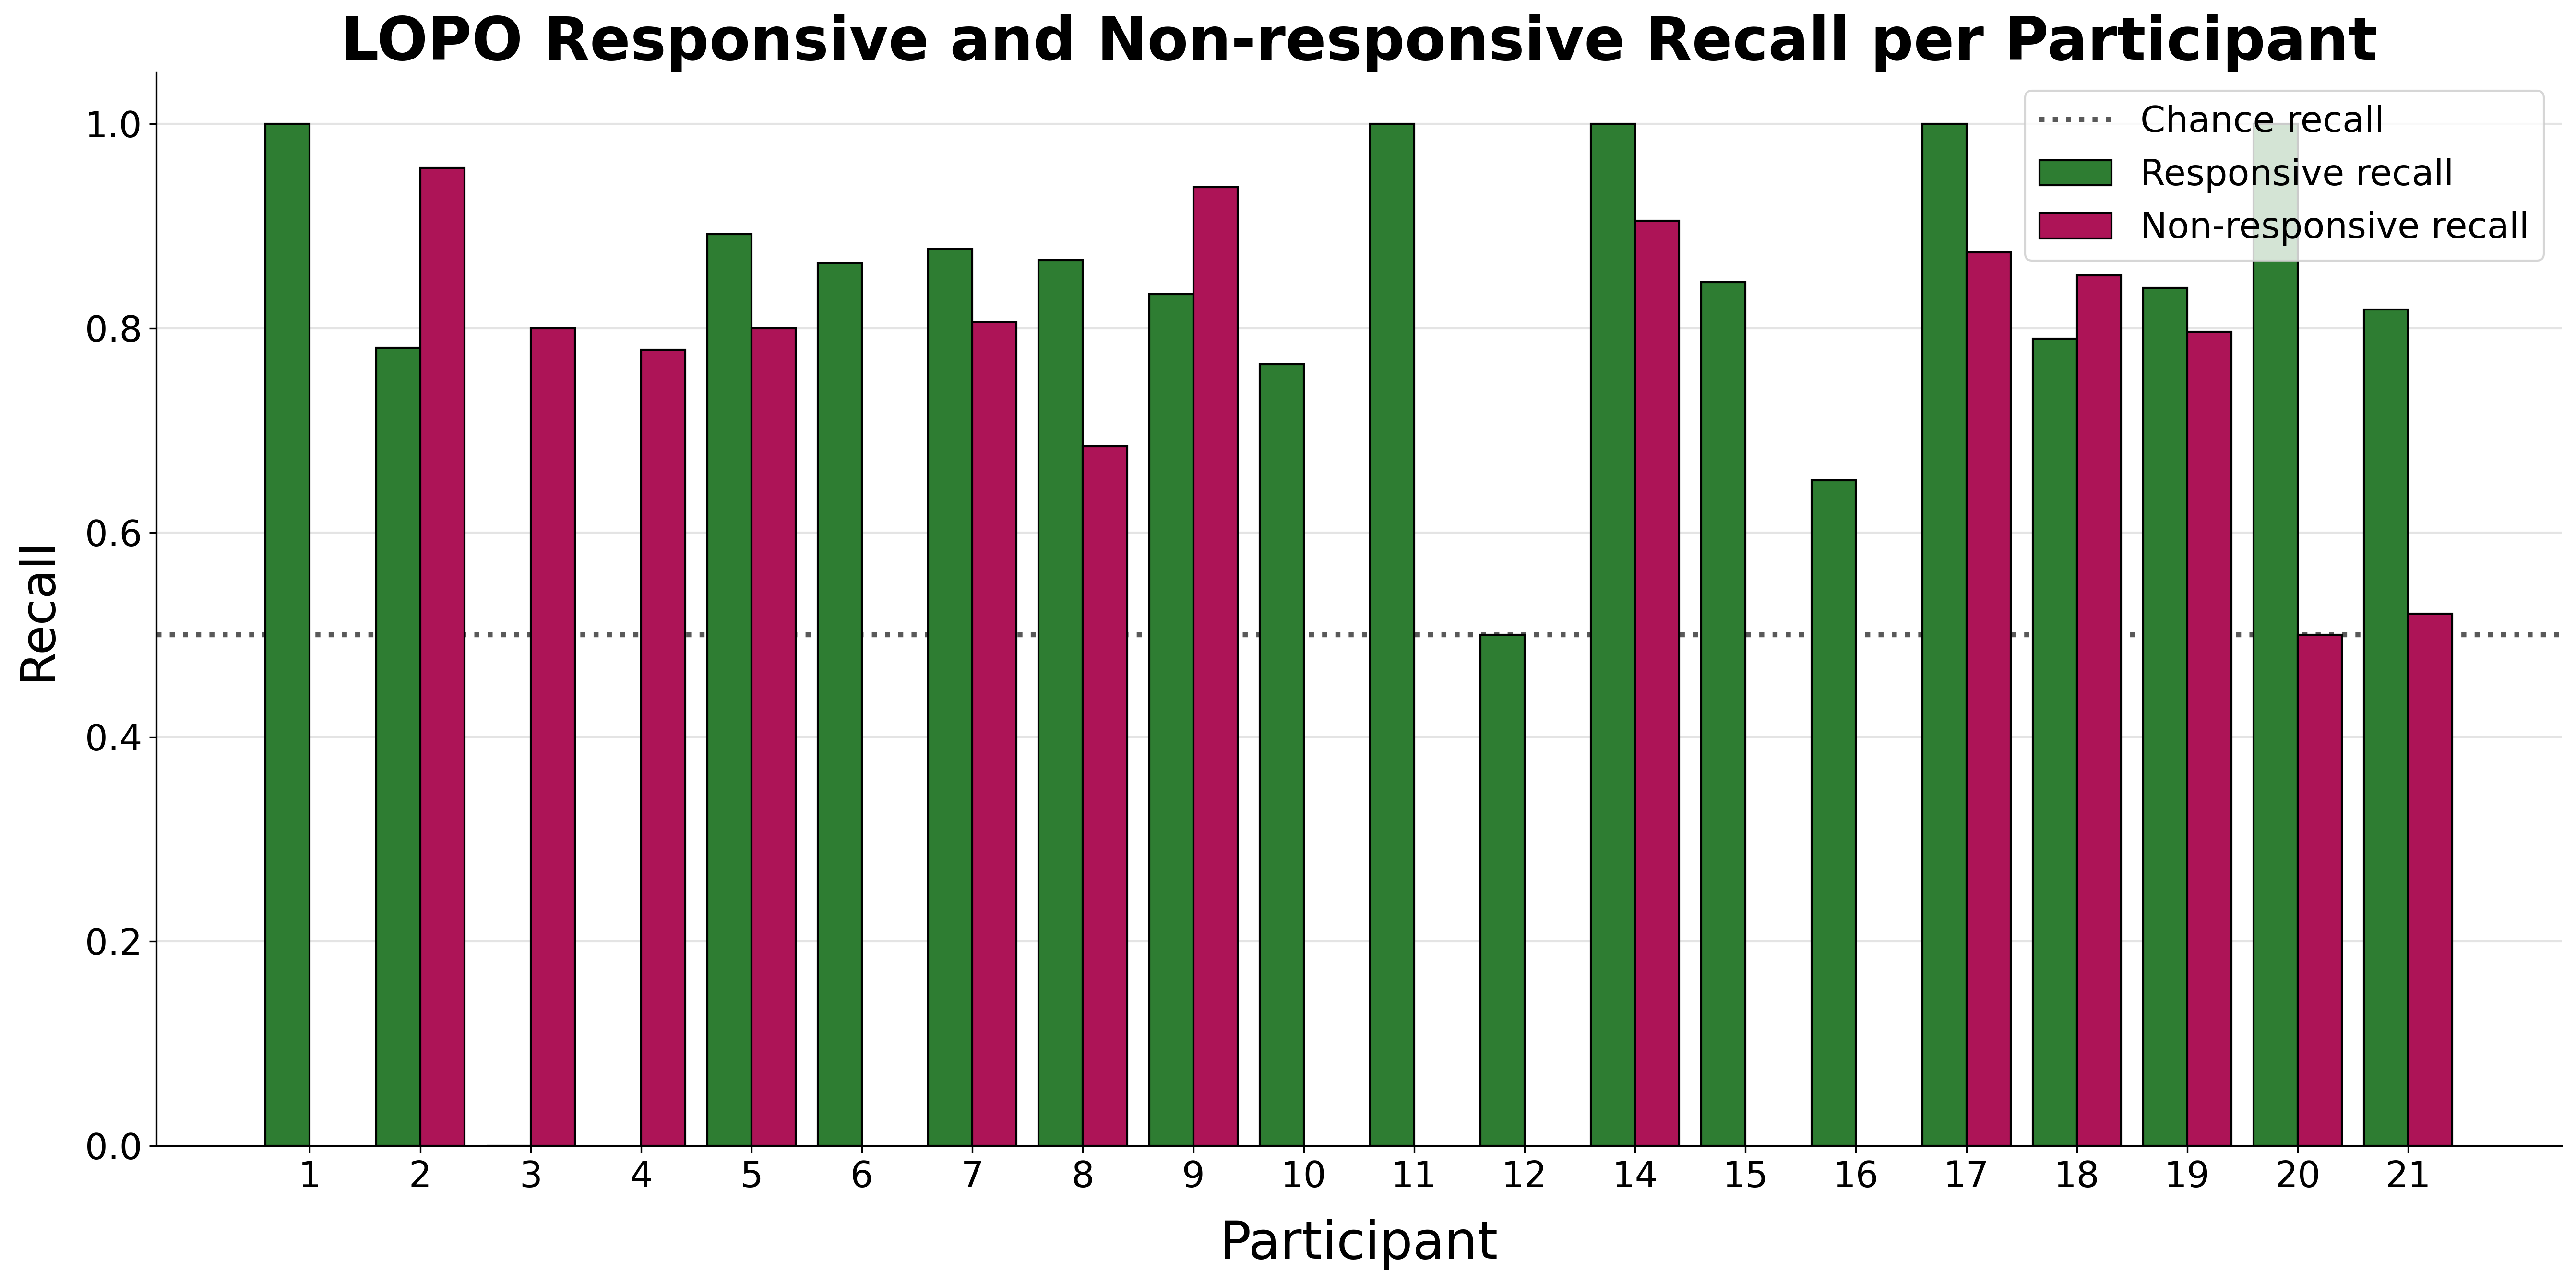 LOPO Responsive and Non-responsive Recall per Participant
Chance recall
Responsive recall
Non-responsive recall
Recall
1.0
0.8
0.6
0.4
0.2
0.0
1 2 3 4 5 6 7 8 9 10 11 12 14 15 16 17 18 19 20 21
Participant